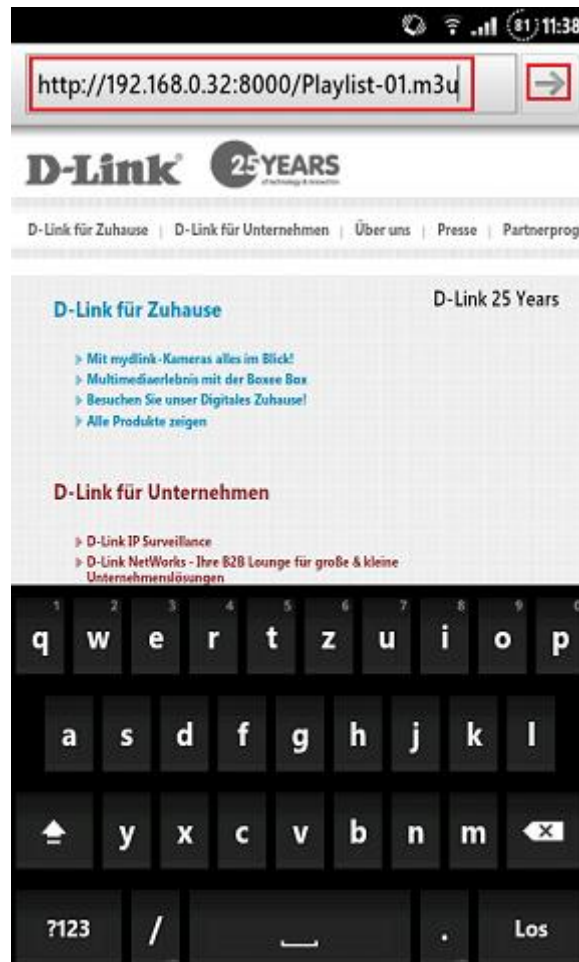 81 11:38
http://192.168.0.32:8000/Playlist-01.m3u
D-Link 25 YEARS
D-Link für Zuhause | D-Link für Unternehmen | Über uns | Presse | Partnerprog
D-Link für Zuhause
D-Link 25 Years
Mit mydlink-Kameras alles im Blick!
Multimediaerlebnis mit der Boxee Box
Besuchen Sie unser Digitales Zuhause!
Alle Produkte zeigen
D-Link für Unternehmen
D-Link IP Surveillance
D-Link NetWorks - Ihre B2B Lounge für große & kleine
Unternehmenslösungen
1 2 3 4 5 6 7 8 9 0
q w e r t z u i o p
a s d f g h j k l
y x c v b n m
?123 / . Los